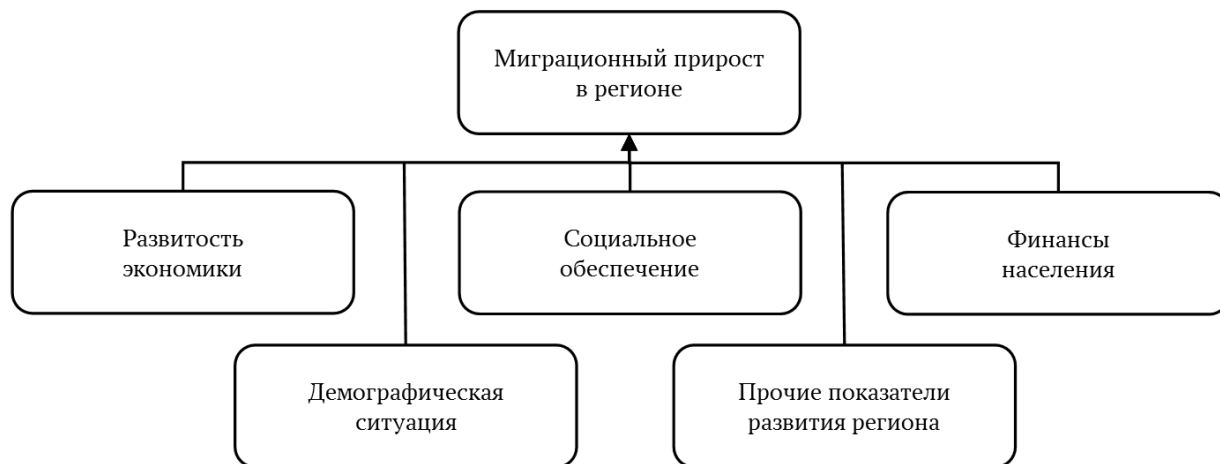 Миграционный прирост
в регионе
Развитость
экономики
Социальное
обеспечение
Финансы
населения
Демографическая
ситуация
Прочие показатели
развития региона